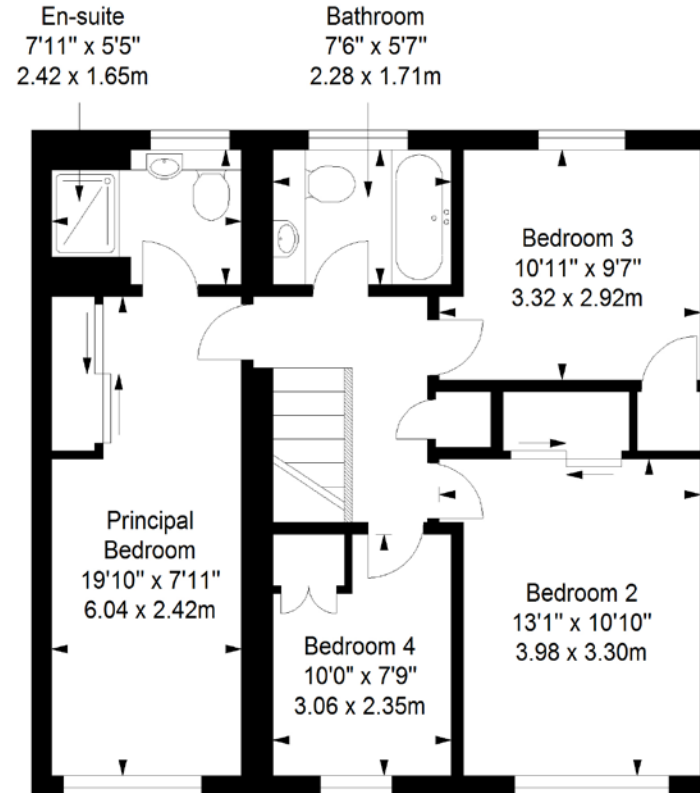 En-suite
7'11" x 5'5"
2.42 x 1.65m
Bathroom
7'6" x 5'7"
2.28 x 1.71m
Bedroom 3
10'11" x 9'7"
3.32 x 2.92m
Principal
Bedroom
19'10" x 7'11"
6.04 x 2.42m
Bedroom 2
13'1" x 10'10"
3.98 x 3.30m
Bedroom 4
10'0" x 7'9"
3.06 x 2.35m